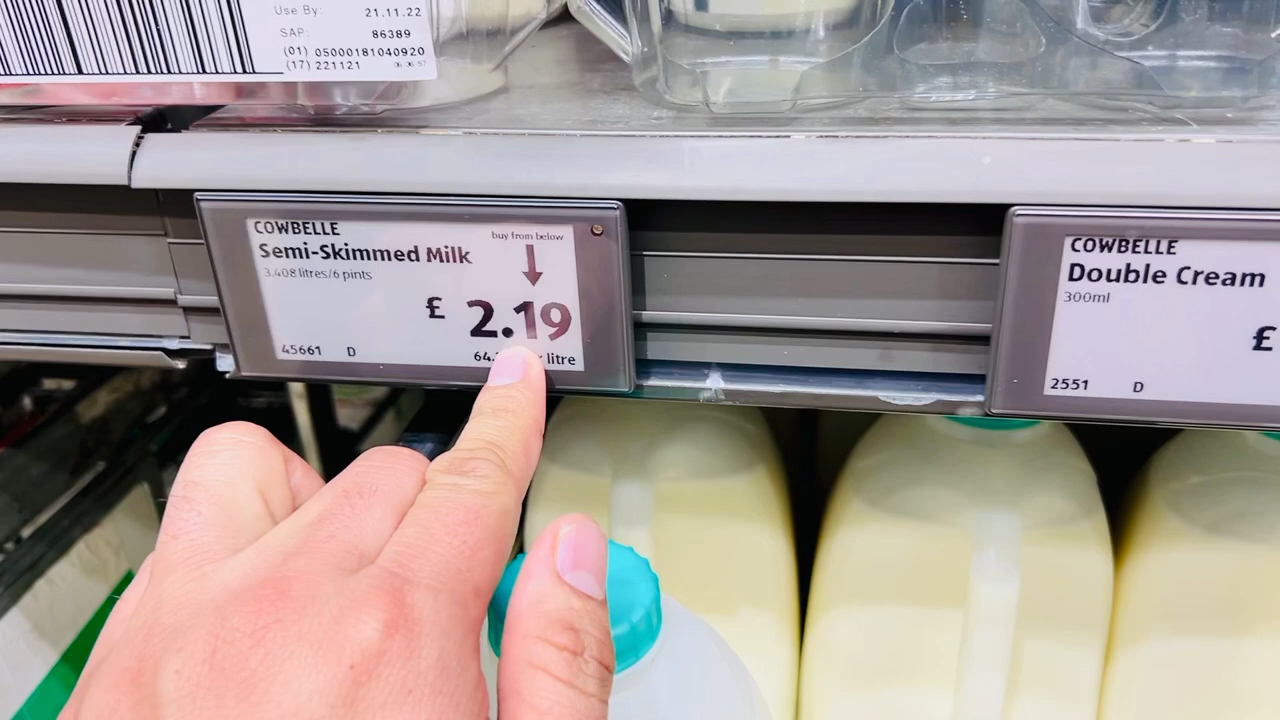 Use By: 21.11.22
SAP: 86389
(01) 05000181040920
(17) 221121
COWBELLE
Semi-Skimmed Milk
3.408 litres/6 pints
buy from below
£ 2.19
45661 D
litre
COWBELLE
Double Cream
300ml
£
2551 D